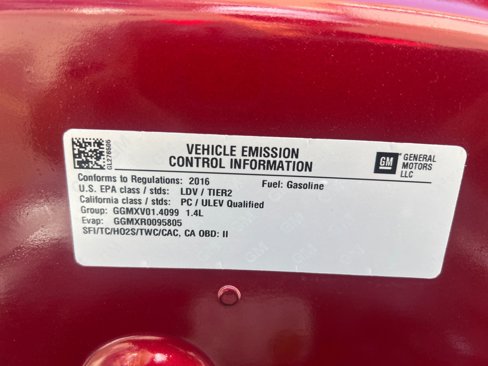 VEHICLE EMISSION
CONTROL INFORMATION
GM
GENERAL
MOTORS
LLC
Conforms to Regulations: 2016
Fuel: Gasoline
U.S. EPA class / stds: LDV / TIER2
California class / stds: PC / ULEV Qualified
Group: GGMXV01.4099 1.4L
Evap: GGMXR0095805
SFI/TC/HO2S/TWC/CAC, CA OBD: II